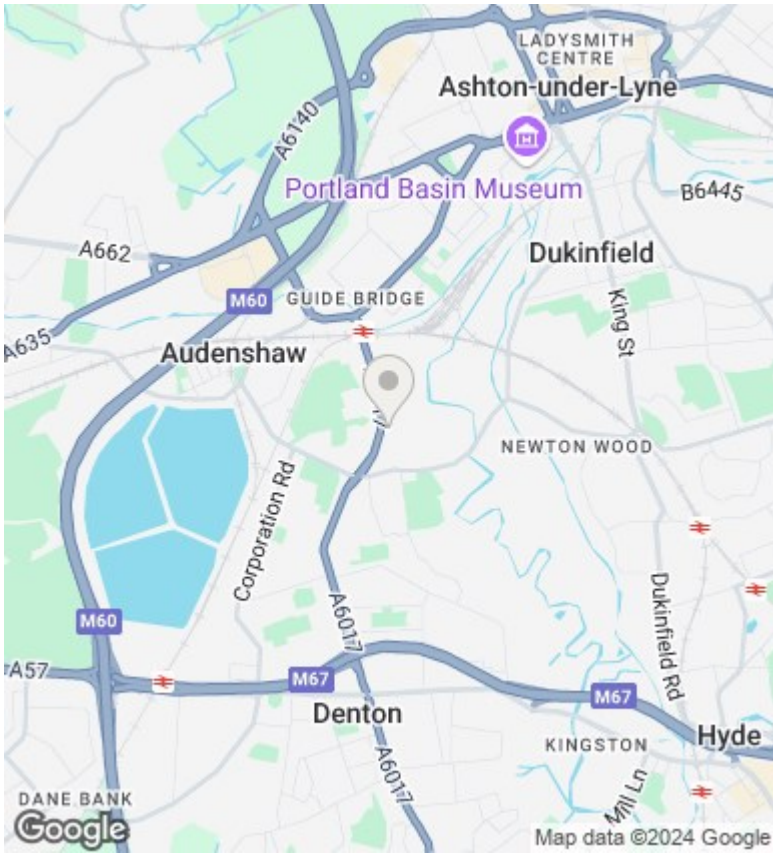 LADYSMITH
CENTRE
Ashton-under-Lyne
A6140
Portland Basin Museum
B6445
A662
Dukinfield
M60
GUIDE BRIDGE
King St
A635
Audenshaw
17
NEWTON WOOD
Corporation Rd
A6017
Dukinfield Rd
M60
A57
M67
M67
Denton
KINGSTON
Hyde
A6017
Mill Ln
DANE BANK
Google
Map data ©2024 Google